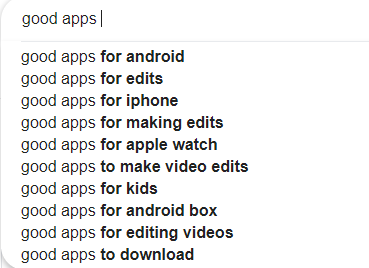 good apps
good apps for android
good apps for edits
good apps for iphone
good apps for making edits
good apps for apple watch
good apps to make video edits
good apps for kids
good apps for android box
good apps for editing videos
good apps to download